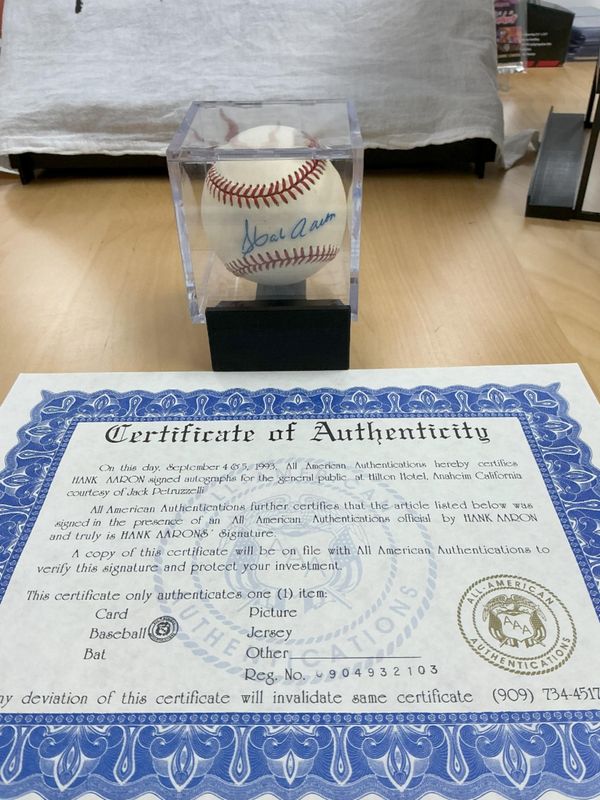 Hank Aaron
Certificate of Authenticity
On this day, September 4 & 5, 1993, All American Authentications hereby certifies
HANK AARON signed autographs for the general public at Hilton Hotel, Anaheim California
courtesy of Jack Petruzzelli
All American Authentications further certifies that the article listed below was
signed in the presence of an All American Authentications official by HANK AARON
and truly is HANK AARONS' Signature.
A copy of this certificate will be on file with All American Authentications to
verify this signature and protect your investment.
This certificate only authenticates one (1) item:
Card Picture
Baseball Jersey
Bat Other
Reg. No. 0904932103
ny deviation of this certificate will invalidate same certificate (909) 734-4517
ALL AMERICAN
AAA
AUTHENTICATIONS
ALL AMERICAN
AUTHENTICATIONS